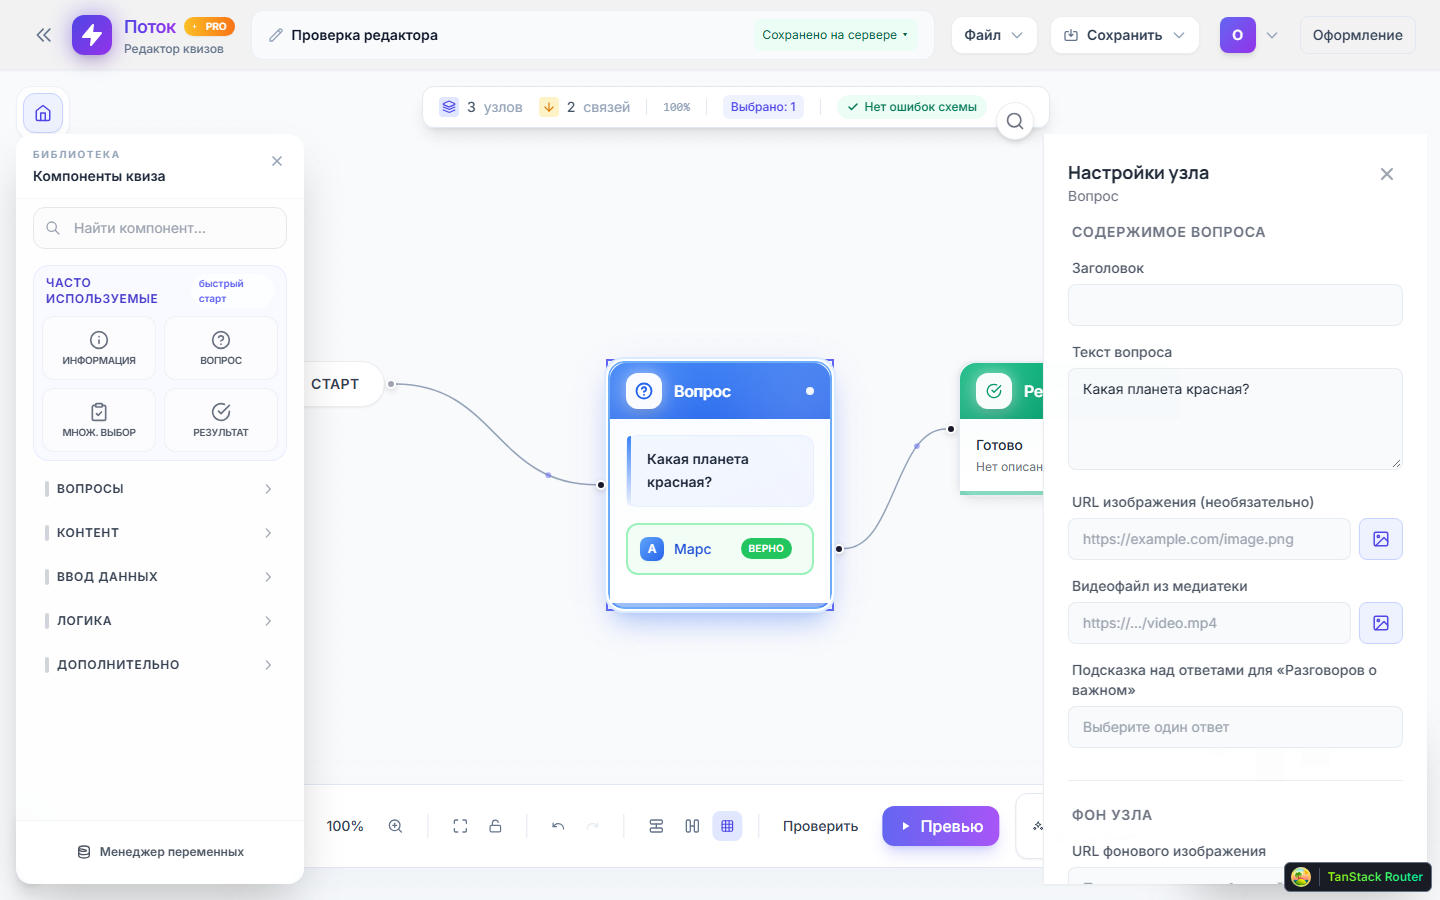 Поток
PRO
Редактор квизов
Проверка редактора
Сохранено на сервере
Файл
Сохранить
О
Оформление
3 узлов
2 связей
100%
Выбрано: 1
Нет ошибок схемы
БИБЛИОТЕКА
Компоненты квиза
Найти компонент...
ЧАСТО ИСПОЛЬЗУЕМЫЕ
быстрый старт
ИНФОРМАЦИЯ
ВОПРОС
МНОЖ. ВЫБОР
РЕЗУЛЬТАТ
ВОПРОСЫ
КОНТЕНТ
ВВОД ДАННЫХ
ЛОГИКА
ДОПОЛНИТЕЛЬНО
Менеджер переменных
СТАРТ
Вопрос
Какая планета
красная?
A
Марс
ВЕРНО
Ре
Готово
Нет описан
100%
Проверить
Превью
Настройки узла
Вопрос
СОДЕРЖИМОЕ ВОПРОСА
Заголовок
Текст вопроса
Какая планета красная?
URL изображения (необязательно)
https://example.com/image.png
Видеофайл из медиатеки
https://.../video.mp4
Подсказка над ответами для «Разговоров о
важном»
Выберите один ответ
ФОН УЗЛА
URL фонового изображения
TanStack Router